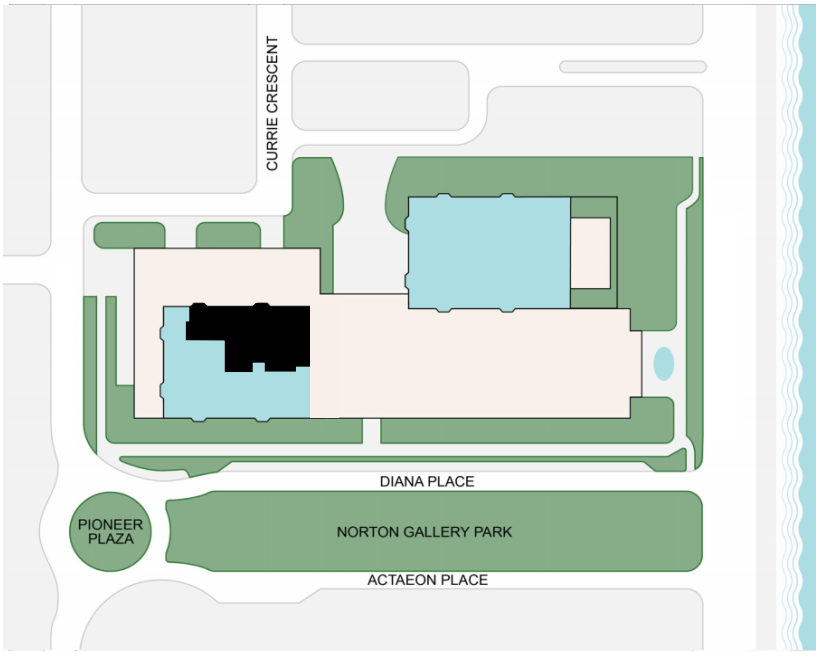 CURRIE CRESCENT
DIANA PLACE
PIONEER
PLAZA
NORTON GALLERY PARK
ACTAEON PLACE